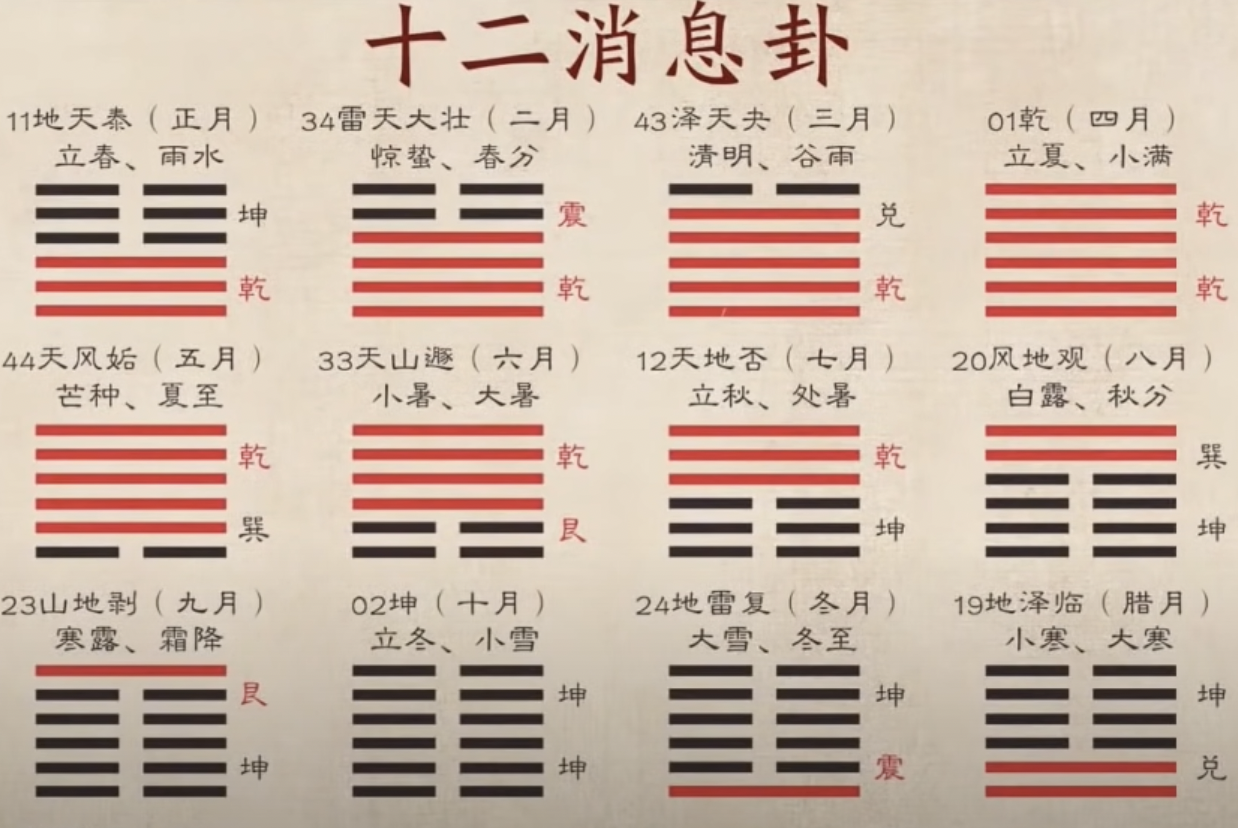 十二消息卦
11地天泰（正月）
立春、雨水
坤
乾
34雷天大壮（二月）
惊蛰、春分
震
乾
43泽天夬（三月）
清明、谷雨
兑
乾
01乾（四月）
立夏、小满
乾
乾
44天风姤（五月）
芒种、夏至
乾
巽
33天山遯（六月）
小暑、大暑
乾
艮
12天地否（七月）
立秋、处暑
乾
坤
20风地观（八月）
白露、秋分
巽
坤
23山地剥（九月）
寒露、霜降
艮
坤
02坤（十月）
立冬、小雪
坤
坤
24地雷复（冬月）
大雪、冬至
坤
震
19地泽临（腊月）
小寒、大寒
坤
兑